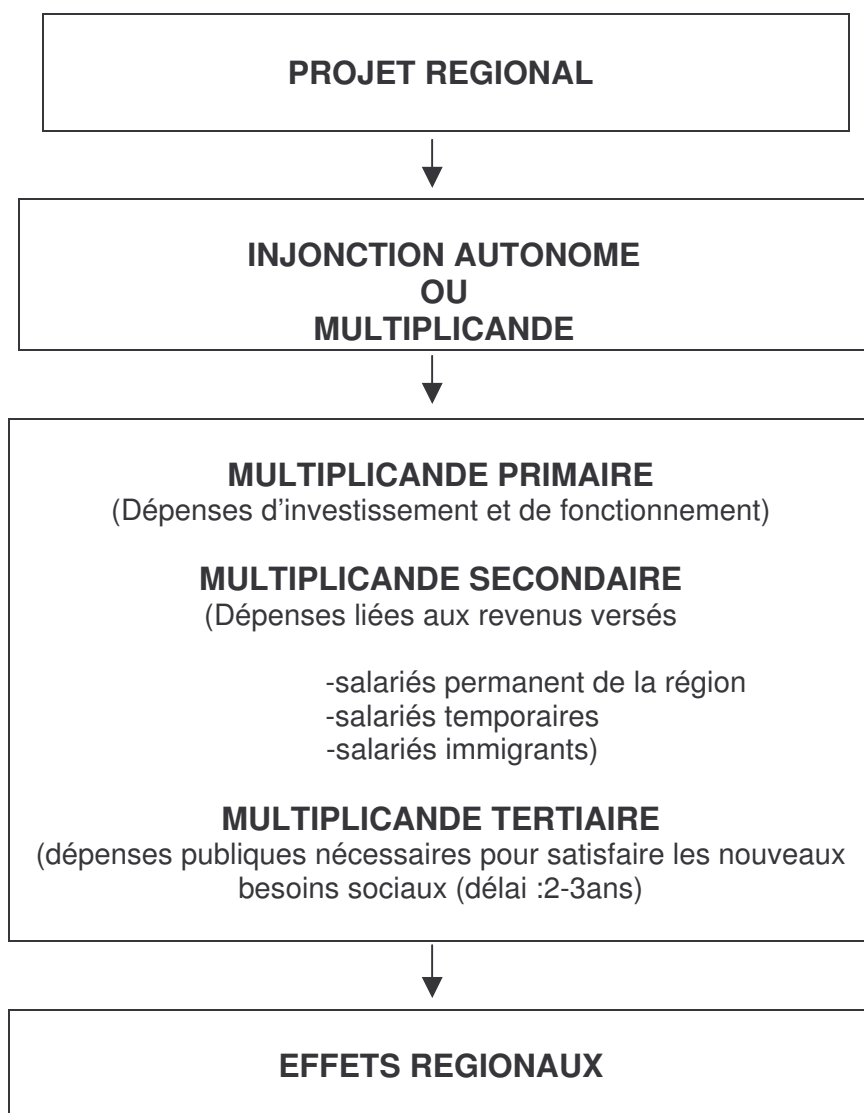 PROJET REGIONAL
INJONCTION AUTONOME
OU
MULTIPLICANDE
MULTIPLICANDE PRIMAIRE
(Dépenses d'investissement et de fonctionnement)
MULTIPLICANDE SECONDAIRE
(Dépenses liées aux revenus versés
-salariés permanent de la région
-salariés temporaires
-salariés immigrants)
MULTIPLICANDE TERTIAIRE
(dépenses publiques nécessaires pour satisfaire les nouveaux
besoins sociaux (délai :2-3ans)
EFFETS REGIONAUX